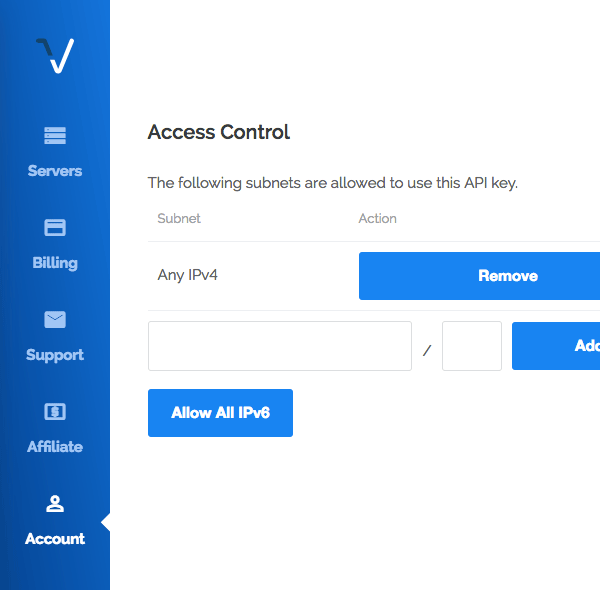 Servers
Billing
Support
Affiliate
Account
Access Control
The following subnets are allowed to use this API key.
Subnet Action
Any IPv4 Remove
/ Add
Allow All IPv6